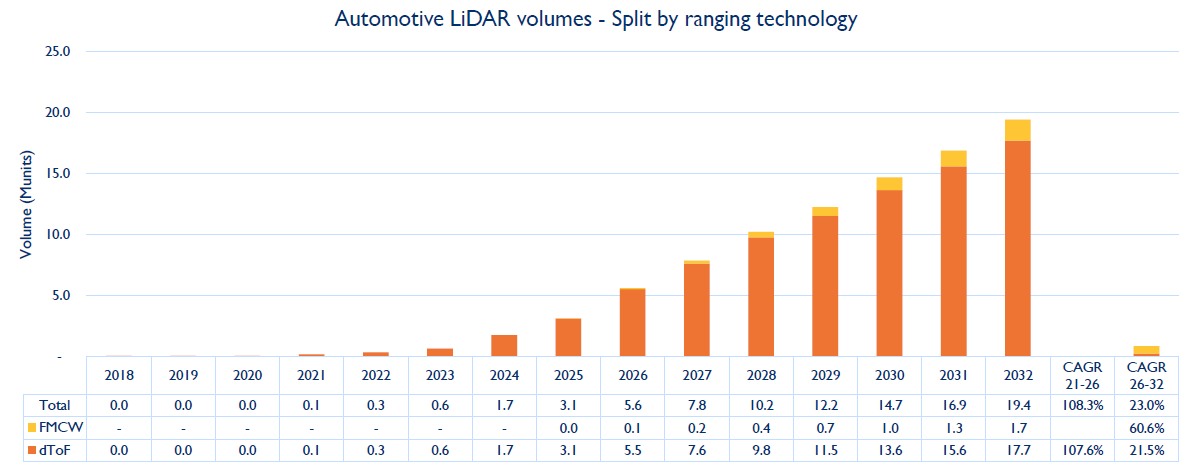 Automotive LiDAR volumes - Split by ranging technology
Volume (Munits)
25.0
20.0
15.0
10.0
5.0
-
2018 2019 2020 2021 2022 2023 2024 2025 2026 2027 2028 2029 2030 2031 2032 CAGR 21-26 CAGR 26-32
Total 0.0 0.0 0.0 0.1 0.3 0.6 1.7 3.1 5.6 7.8 10.2 12.2 14.7 16.9 19.4 108.3% 23.0%
FMCW - - - - - - - 0.0 0.1 0.2 0.4 0.7 1.0 1.3 1.7 60.6%
dToF 0.0 0.0 0.0 0.1 0.3 0.6 1.7 3.1 5.5 7.6 9.8 11.5 13.6 15.6 17.7 107.6% 21.5%